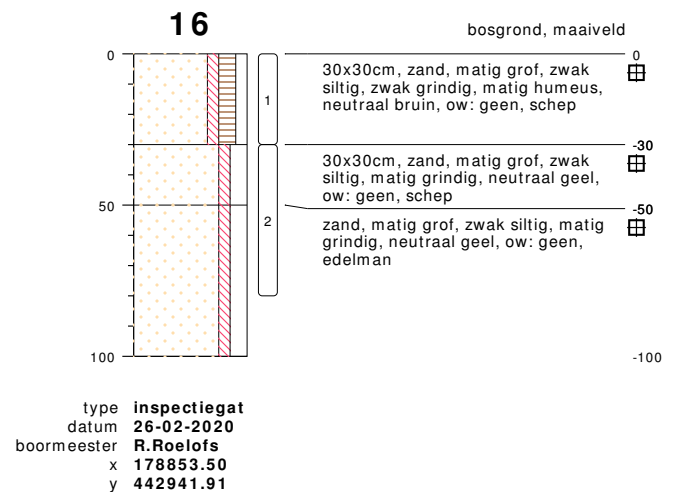 16
bosgrond, maaiveld
0
0
30x30cm, zand, matig grof, zwak
siltig, zwak grindig, matig humeus,
neutraal bruin, ow: geen, schep
1
-30
30x30cm, zand, matig grof, zwak
siltig, matig grindig, neutraal geel,
ow: geen, schep
50
-50
2
zand, matig grof, zwak siltig, matig
grindig, neutraal geel, ow: geen,
edelman
100
-100
type inspectiegat
datum 26-02-2020
boormeester R.Roelofs
x 178853.50
y 442941.91